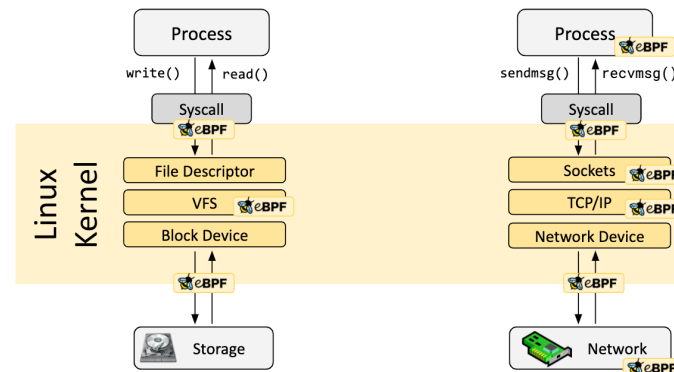 Process
Process
eBPF
write()
read()
sendmsg()
recvmsg()
Syscall
Syscall
eBPF
eBPF
Linux
Kernel
File Descriptor
Sockets
eBPF
VFS
eBPF
TCP/IP
eBPF
Block Device
Network Device
eBPF
eBPF
Storage
Network
eBPF